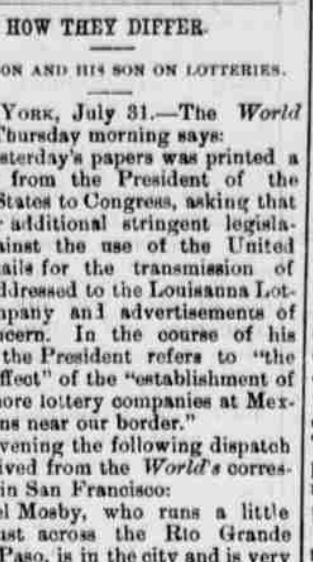 HOW THEY DIFFER.
ON AND HIS SON ON LOTTERIES.
YORK, July 31.—The World
Thursday morning says:
sterday's papers was printed a
from the President of the
States to Congress, asking that
additional stringent legisla-
ainst the use of the United
ails for the transmission of
ddressed to the Louisanna Lot-
mpany and advertisements of
ncern. In the course of his
the President refers to "the
ffect" of the "establishment of
more lottery companies at Mex-
ns near our border."
vening the following dispatch
ived from the World's corres-
in San Francisco:
el Mosby, who runs a little
ust across the Rio Grande
Paso, is in the city and is very